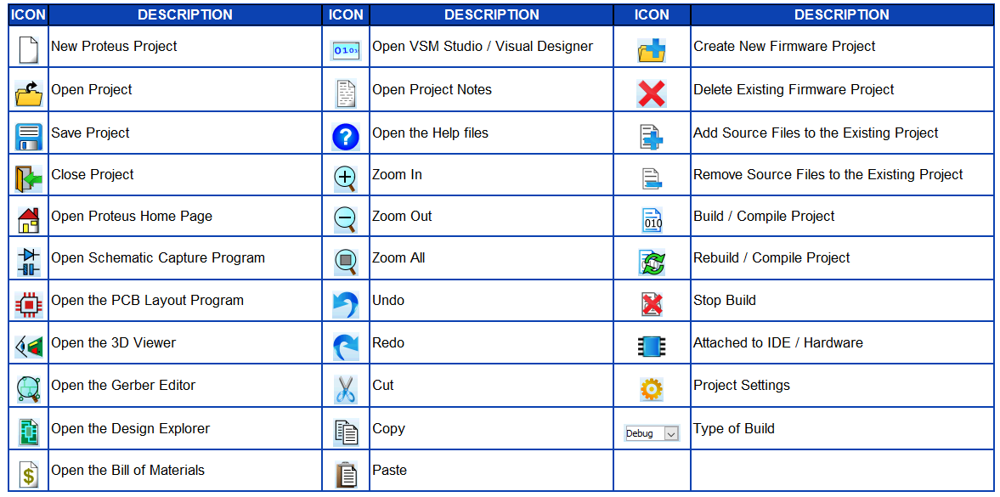 ICON DESCRIPTION ICON DESCRIPTION ICON DESCRIPTION
New Proteus Project 0101 Open VSM Studio / Visual Designer Create New Firmware Project
Open Project Open Project Notes Delete Existing Firmware Project
Save Project ? Open the Help files Add Source Files to the Existing Project
Close Project Zoom In Remove Source Files to the Existing Project
Open Proteus Home Page Zoom Out 010 Build / Compile Project
Open Schematic Capture Program Zoom All Rebuild / Compile Project
Open the PCB Layout Program Undo Stop Build
Open the 3D Viewer Redo Attached to IDE / Hardware
Open the Gerber Editor Cut Project Settings
Open the Design Explorer Copy Debug Type of Build
$ Open the Bill of Materials Paste